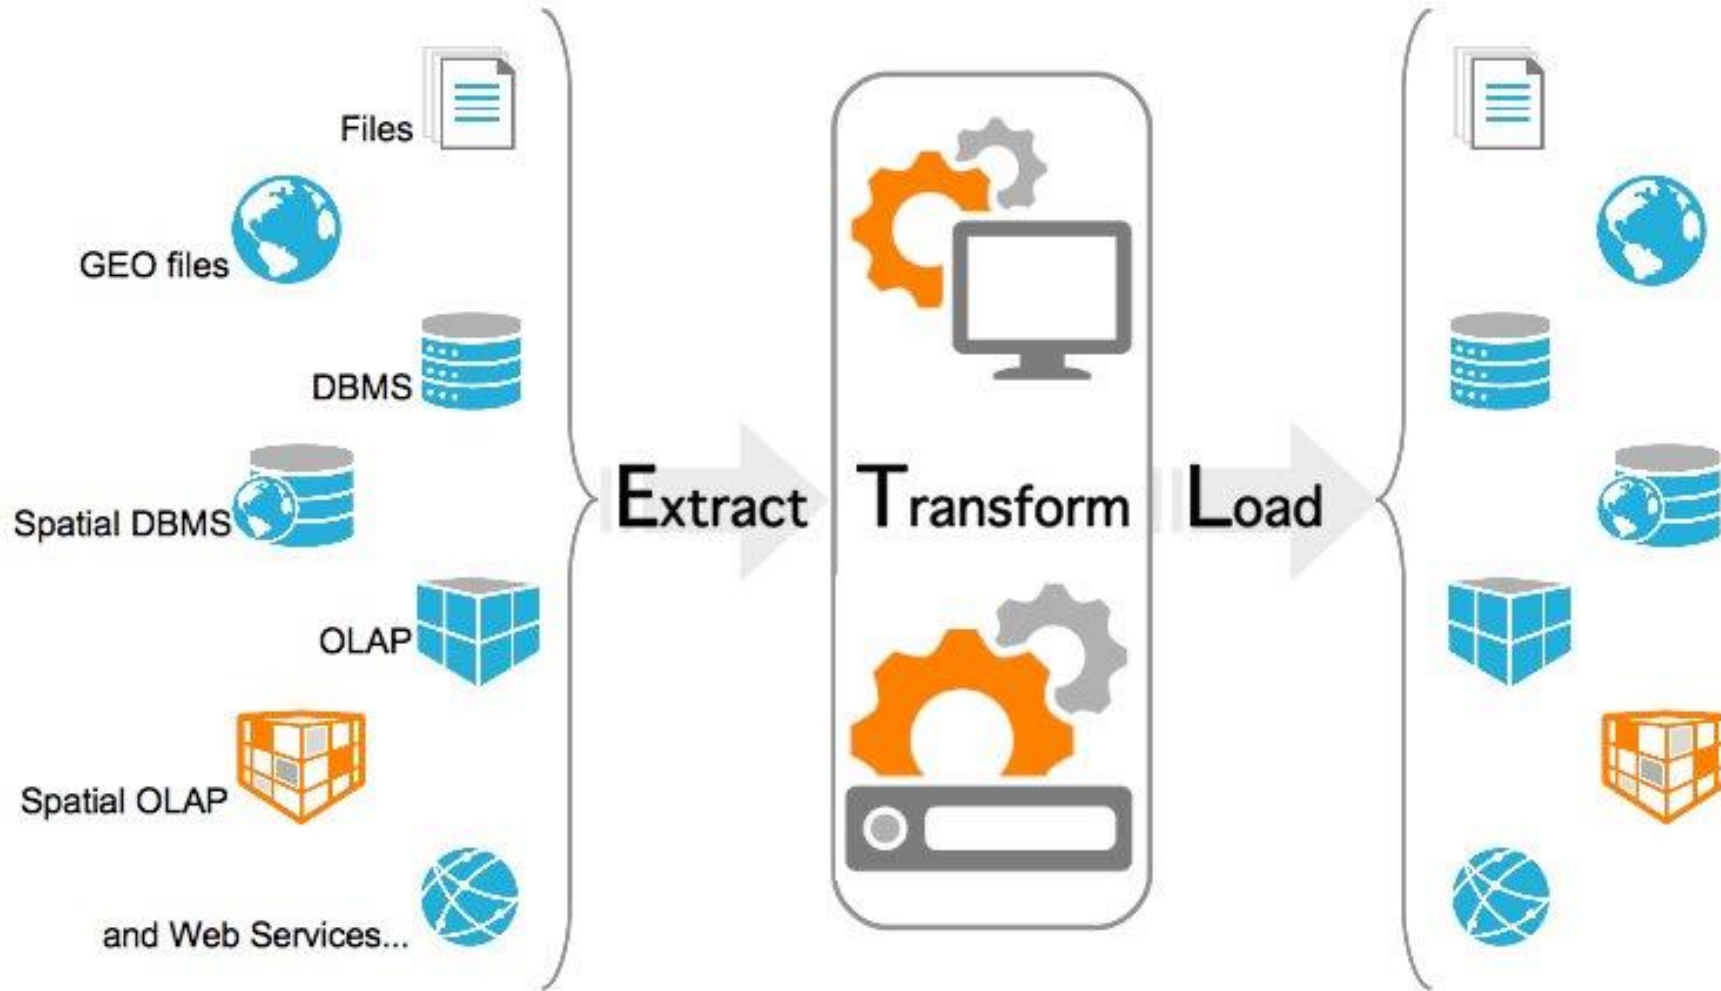 Files
GEO files
DBMS
Spatial DBMS
OLAP
Spatial OLAP
and Web Services...
Extract
Transform
Load